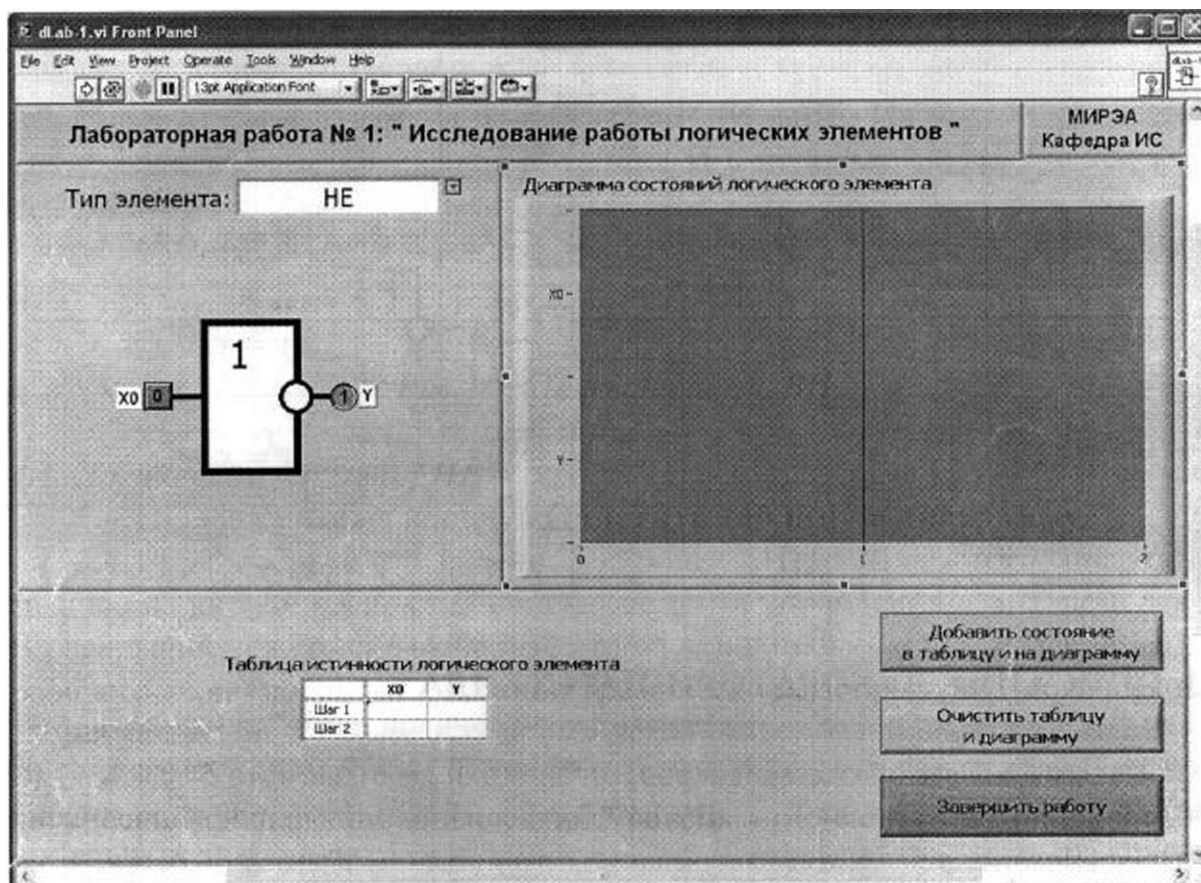 dLab-1.vi Front Panel
File Edit View Project Operate Tools Window Help
13pt Application Font
Лабораторная работа № 1: " Исследование работы логических элементов "
МИРЭА
Кафедра ИС
Тип элемента: НЕ
Диаграмма состояний логического элемента
1
X0 0
1 Y
X0
Y
0 1 2
Таблица истинности логического элемента
X0 Y
Шаг 1
Шаг 2
Добавить состояние
в таблицу и на диаграмму
Очистить таблицу
и диаграмму
Завершить работу